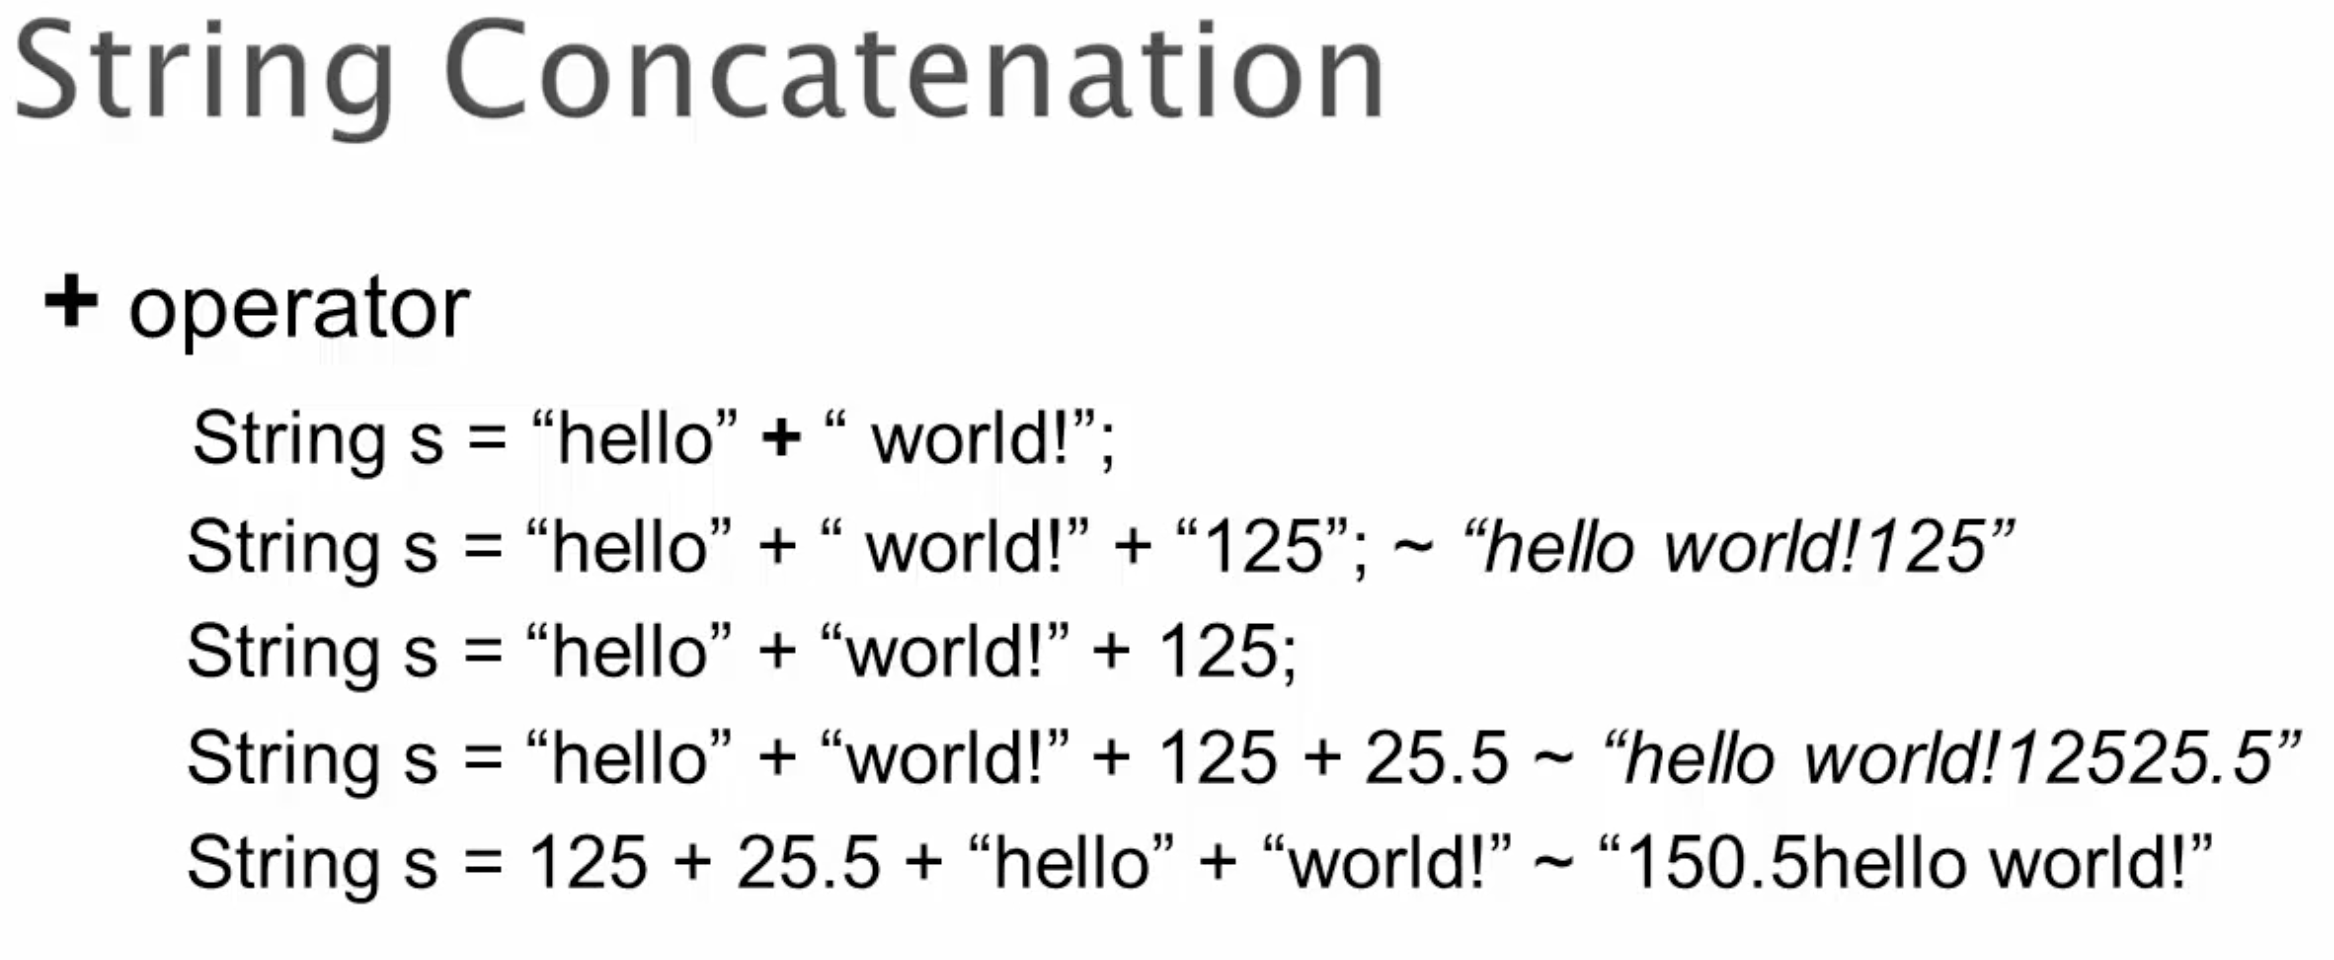 String Concatenation
+ operator
String s = “hello” + “ world!”;
String s = “hello” + “ world!” + “125”; ~ “hello world!125”
String s = “hello” + “world!” + 125;
String s = “hello” + “world!” + 125 + 25.5 ~ “hello world!12525.5”
String s = 125 + 25.5 + “hello” + “world!” ~ “150.5hello world!”